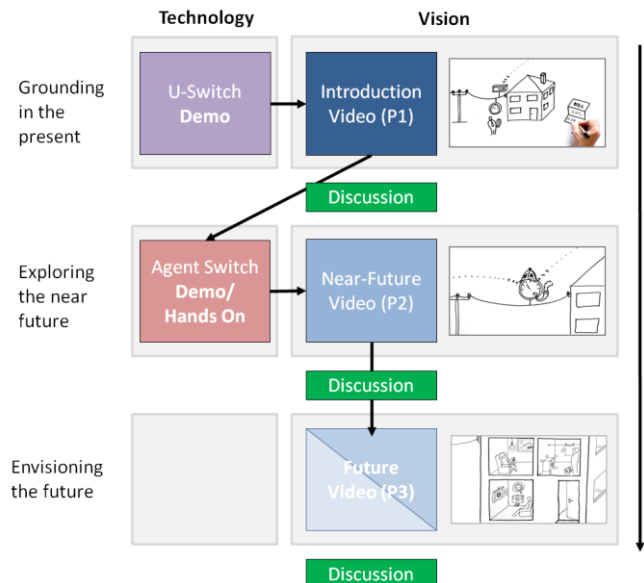 Technology
Vision
Grounding
in the
present
U-Switch
Demo
Introduction
Video (P1)
BILL
Discussion
Exploring
the near
future
Agent Switch
Demo/
Hands On
Near-Future
Video (P2)
Discussion
Envisioning
the future
Future
Video (P3)
Discussion